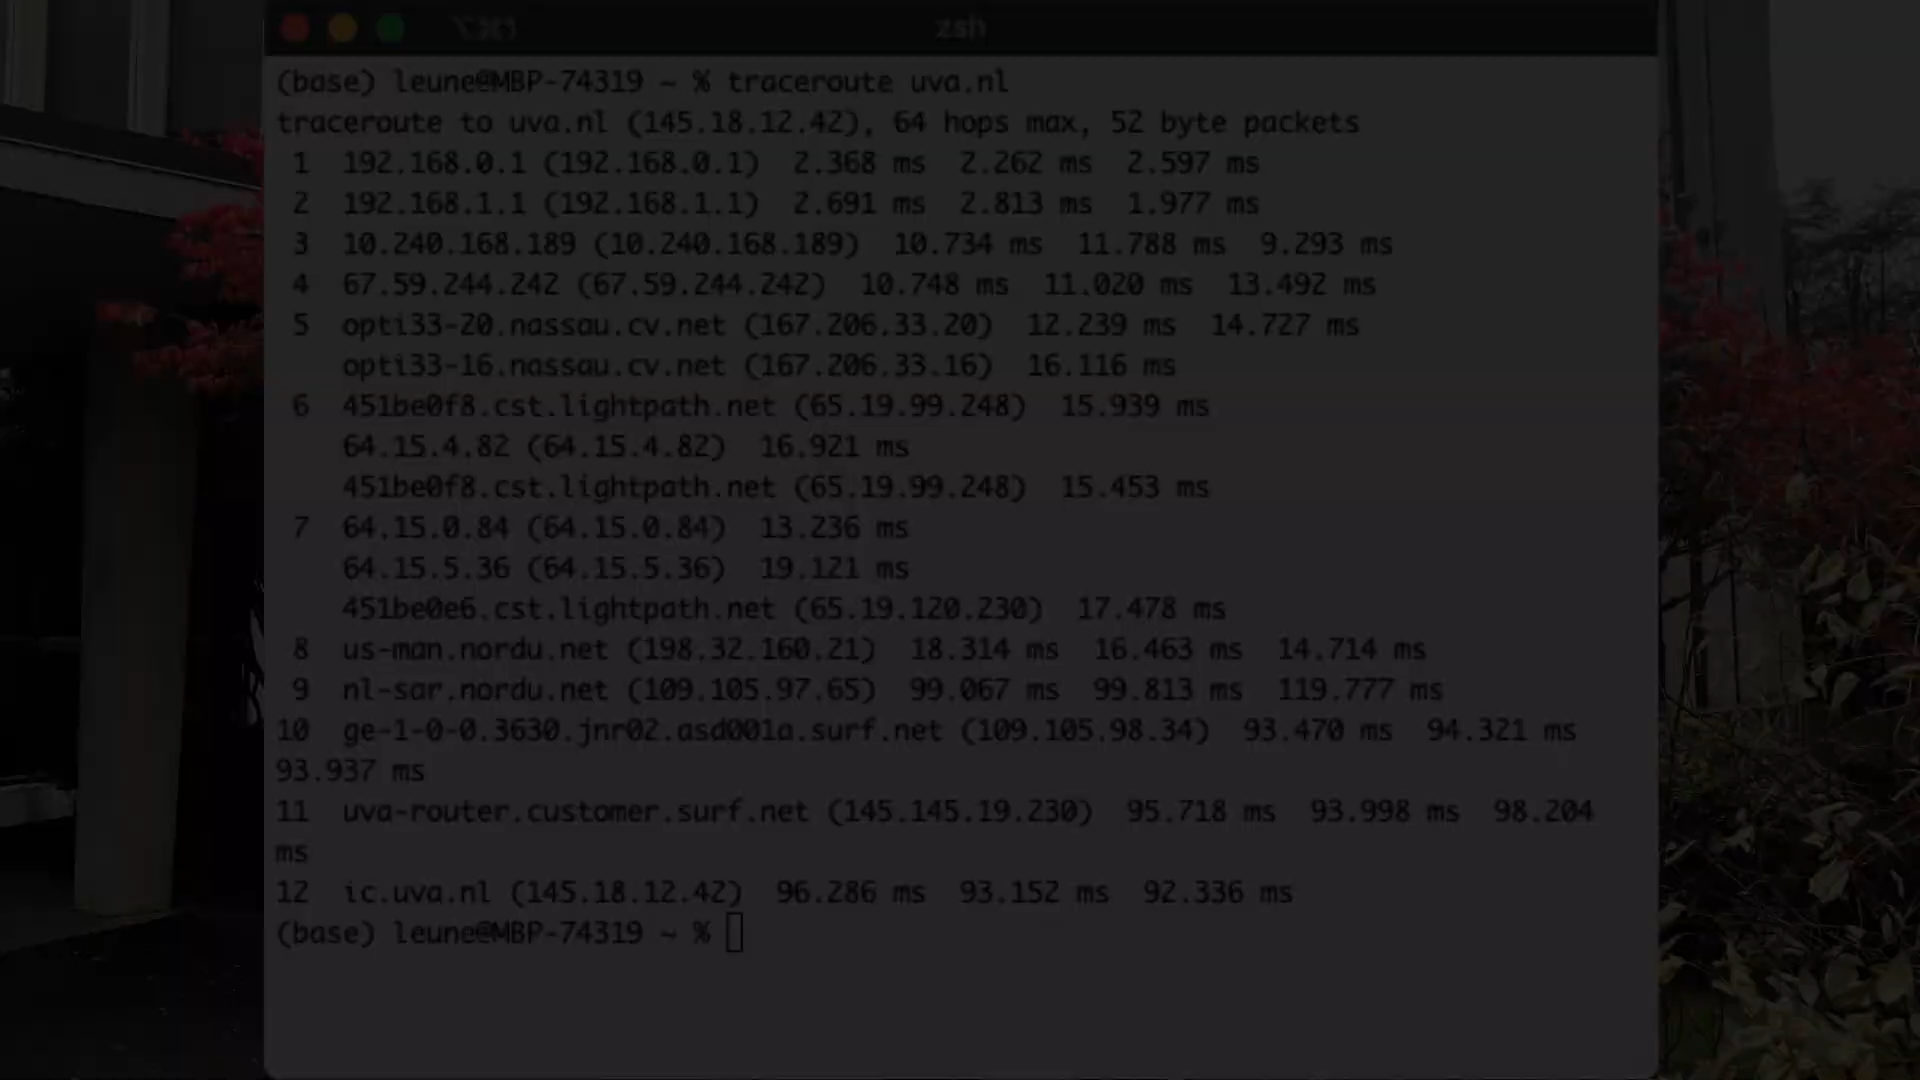 ⌥⌘1
zsh
(base) leune@MBP-74319 ~ % traceroute uva.nl
traceroute to uva.nl (145.18.12.42), 64 hops max, 52 byte packets
1 192.168.0.1 (192.168.0.1) 2.368 ms 2.262 ms 2.597 ms
2 192.168.1.1 (192.168.1.1) 2.691 ms 2.813 ms 1.977 ms
3 10.240.168.189 (10.240.168.189) 10.734 ms 11.788 ms 9.293 ms
4 67.59.244.242 (67.59.244.242) 10.748 ms 11.020 ms 13.492 ms
5 opti33-20.nassau.cv.net (167.206.33.20) 12.239 ms 14.727 ms
opti33-16.nassau.cv.net (167.206.33.16) 16.116 ms
6 451be0f8.cst.lightpath.net (65.19.99.248) 15.939 ms
64.15.4.82 (64.15.4.82) 16.921 ms
451be0f8.cst.lightpath.net (65.19.99.248) 15.453 ms
7 64.15.0.84 (64.15.0.84) 13.236 ms
64.15.5.36 (64.15.5.36) 19.121 ms
451be0e6.cst.lightpath.net (65.19.120.230) 17.478 ms
8 us-man.nordu.net (198.32.160.21) 18.314 ms 16.463 ms 14.714 ms
9 nl-sar.nordu.net (109.105.97.65) 99.067 ms 99.813 ms 119.777 ms
10 ge-1-0-0.3630.jnr02.asd001a.surf.net (109.105.98.34) 93.470 ms 94.321 ms
93.937 ms
11 uva-router.customer.surf.net (145.145.19.230) 95.718 ms 93.998 ms 98.204
ms
12 ic.uva.nl (145.18.12.42) 96.286 ms 93.152 ms 92.336 ms
(base) leune@MBP-74319 ~ %